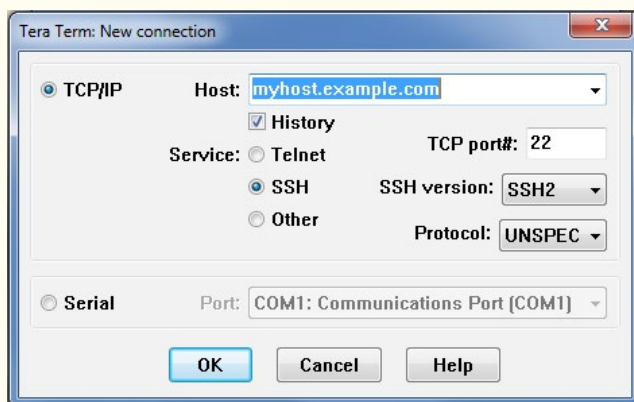 Tera Term: New connection
TCP/IP Host: myhost.example.com
History
Service: Telnet TCP port#: 22
SSH SSH version: SSH2
Other Protocol: UNSPEC
Serial Port: COM1: Communications Port (COM1)
OK Cancel Help